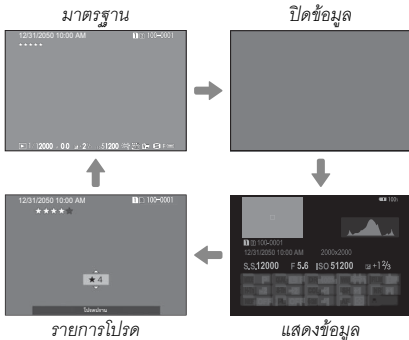 มาตรฐาน
ปิดข้อมูล
12/31/2050 10:00 AM 100-0001
12/31/2050 10:00 AM 100-0001
★ 4
100-0001
12/31/2050 10:00 AM 2000x2000
S.S. 12000 F 5.6 ISO 51200 +1⅔
รายการโปรด
แสดงข้อมูล